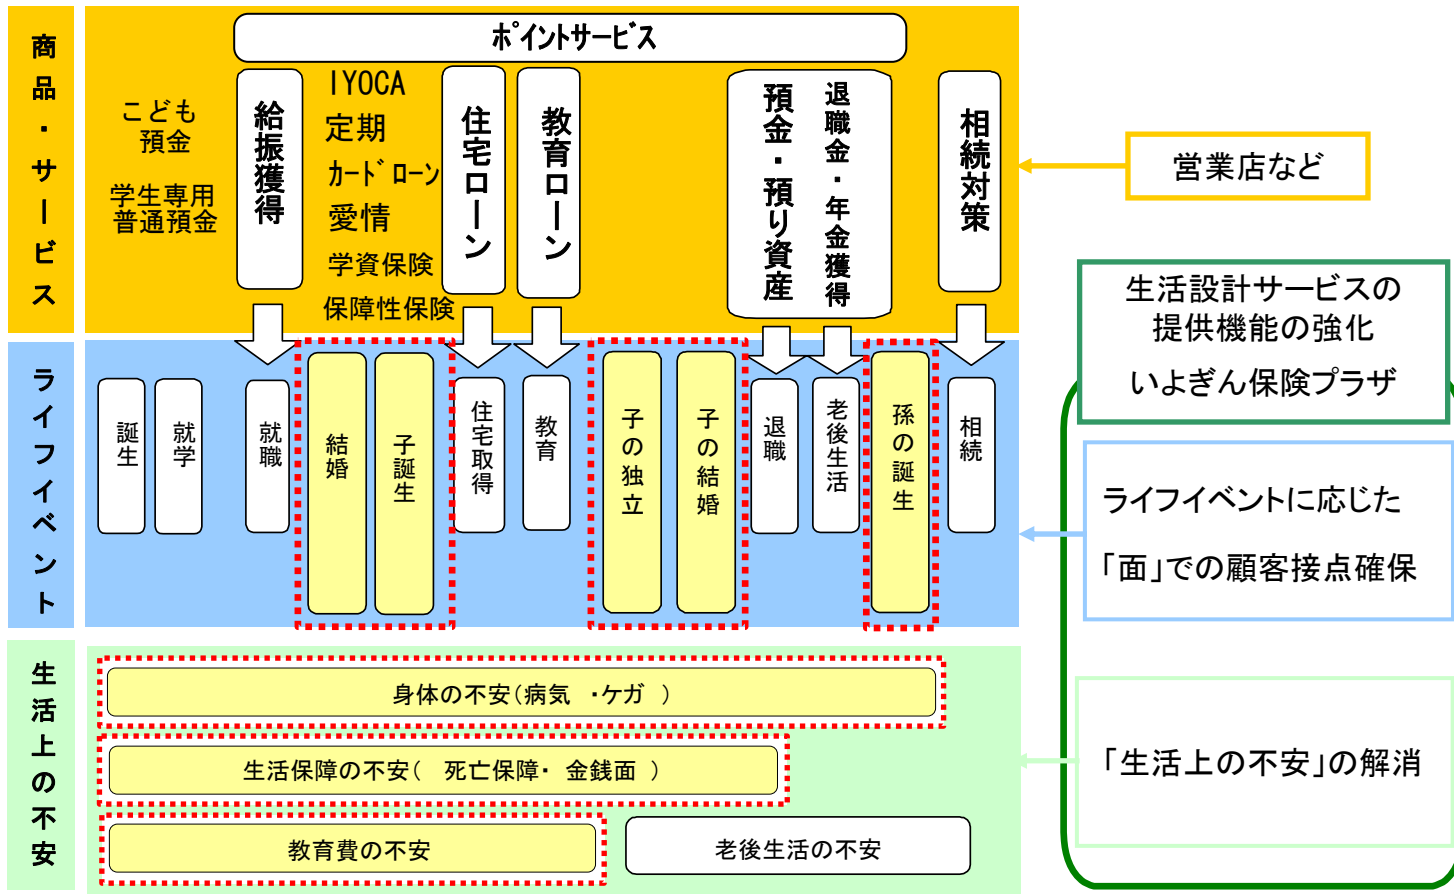 商品・サービス
ポイントサービス
こども
預金
学生専用
普通預金
給振獲得
IYOCA
定期
カードローン
愛情
学資保険
保障性保険
住宅ローン
教育ローン
預金・預り資産
退職金・年金獲得
相続対策
営業店など
ライフイベント
誕生
就学
就職
結婚
子誕生
住宅取得
教育
子の独立
子の結婚
退職
老後生活
孫の誕生
相続
生活設計サービスの
提供機能の強化
いよぎん保険プラザ
ライフイベントに応じた
「面」での顧客接点確保
生活上の不安
身体の不安(病気 ・ケガ )
生活保障の不安( 死亡保障・ 金銭面 )
教育費の不安
老後生活の不安
「生活上の不安」の解消